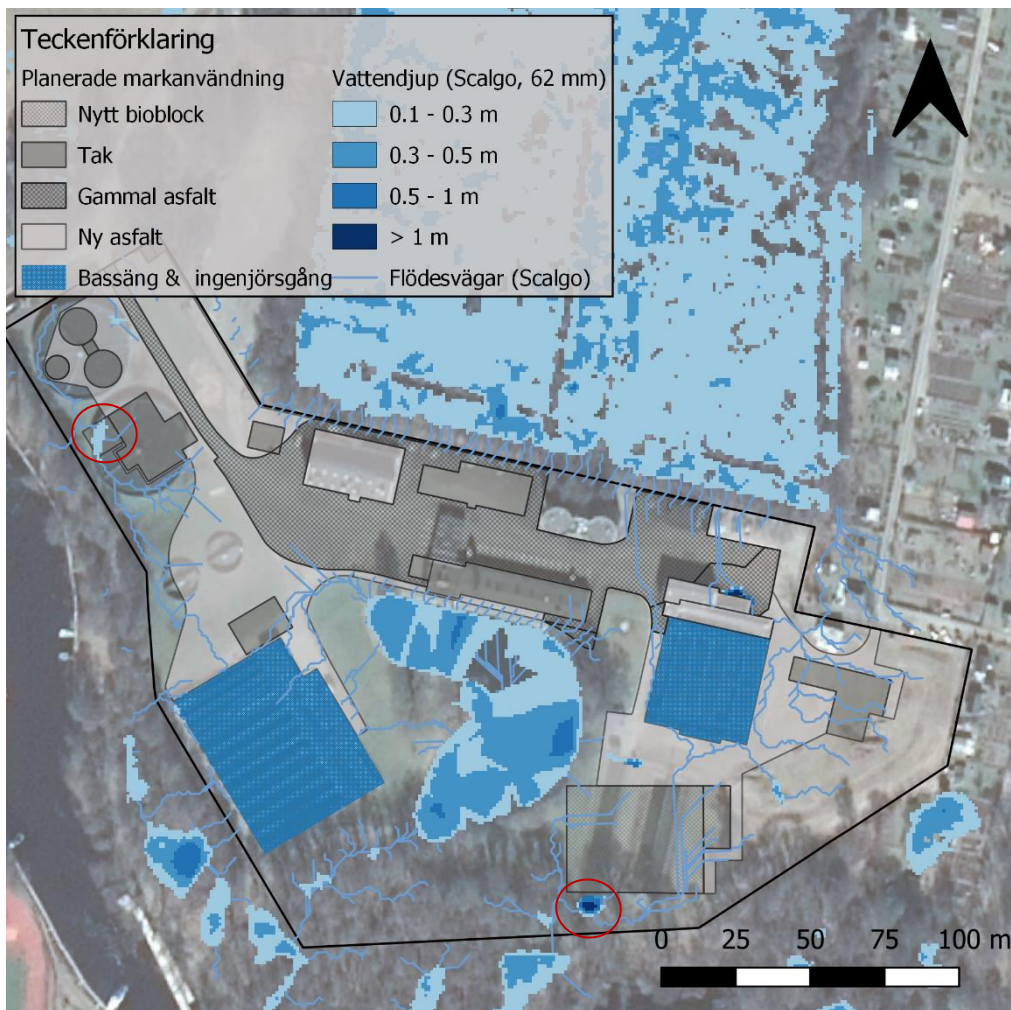 Teckenförklaring
Planerade markanvändning
Nytt bioblock
Tak
Gammal asfalt
Ny asfalt
Bassäng & ingenjörsgång
Vattendjup (Scalgo, 62 mm)
0.1 - 0.3 m
0.3 - 0.5 m
0.5 - 1 m
> 1 m
Flödesvägar (Scalgo)
0 25 50 75 100 m